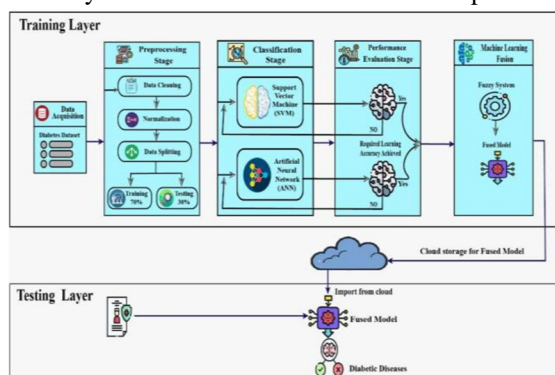 Training Layer
Data
Acquisition
Diabetes Dataset
Preprocessing
Stage
Data Cleaning
Normalization
Data Splitting
Training
70%
Testing
30%
Classification
Stage
Support
Vector
Machine
(SVM)
Artificial
Neural
Network
(ANN)
Performance
Evaluation Stage
Yes
NO
Required Learning
Accuracy Achieved
Yes
NO
Machine Learning
Fusion
Fuzzy System
Fused Model
Cloud storage for Fused Model
Import from cloud
Testing Layer
Fused Model
Diabetic Diseases